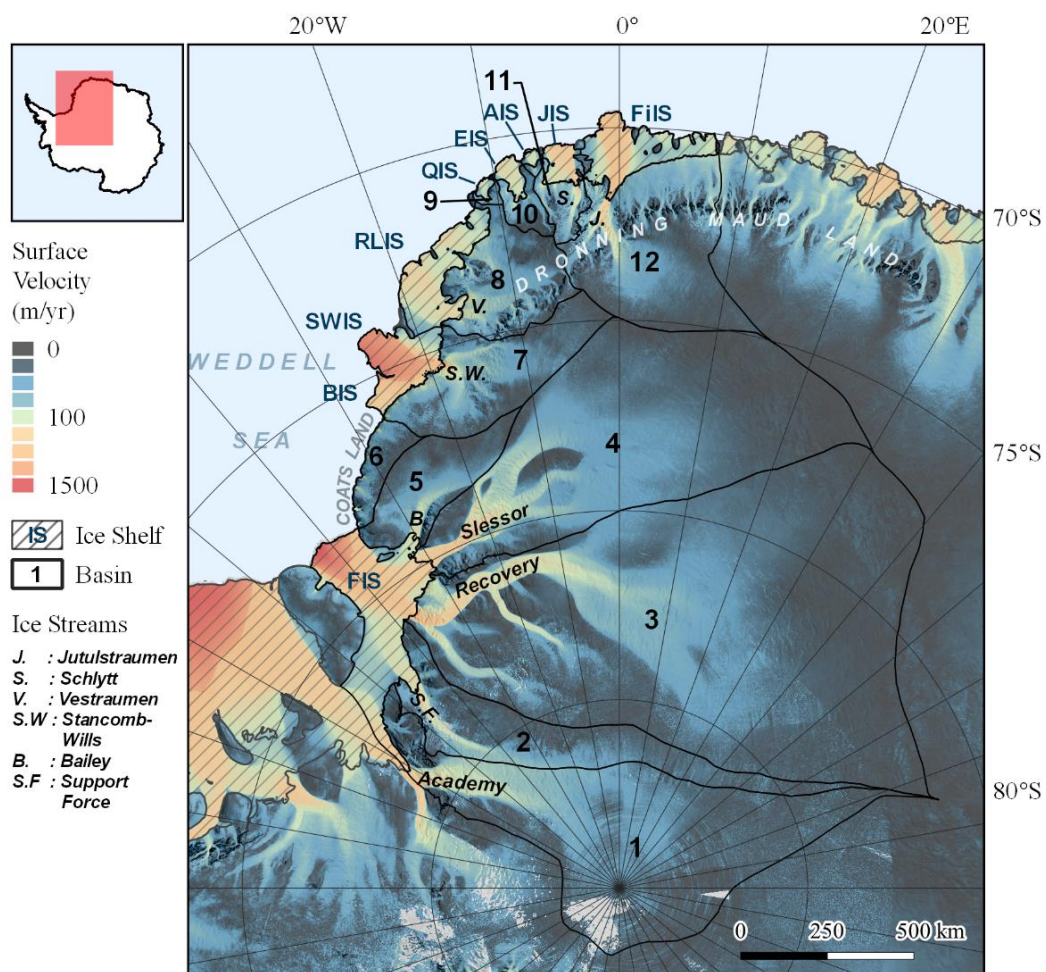 20°W
0°
20°E
70°S
75°S
80°S
Surface
Velocity
(m/yr)
0
100
1500
IS
Ice Shelf
1
Basin
Ice Streams
J. : Jutulstraumen
S. : Schlytt
V. : Vestraumen
S.W : Stancomb-
Wills
B. : Bailey
S.F : Support
Force
11
AIS
JIS
FiIS
EIS
QIS
9
10
S.
J.
RLIS
DRONNING MAUD LAND
12
8
V.
SWIS
WEDDELL
SEA
7
S.W.
BIS
COATS LAND
6
5
4
B.
Slessor
FIS
Recovery
3
S.F.
2
Academy
1
0 250 500 km